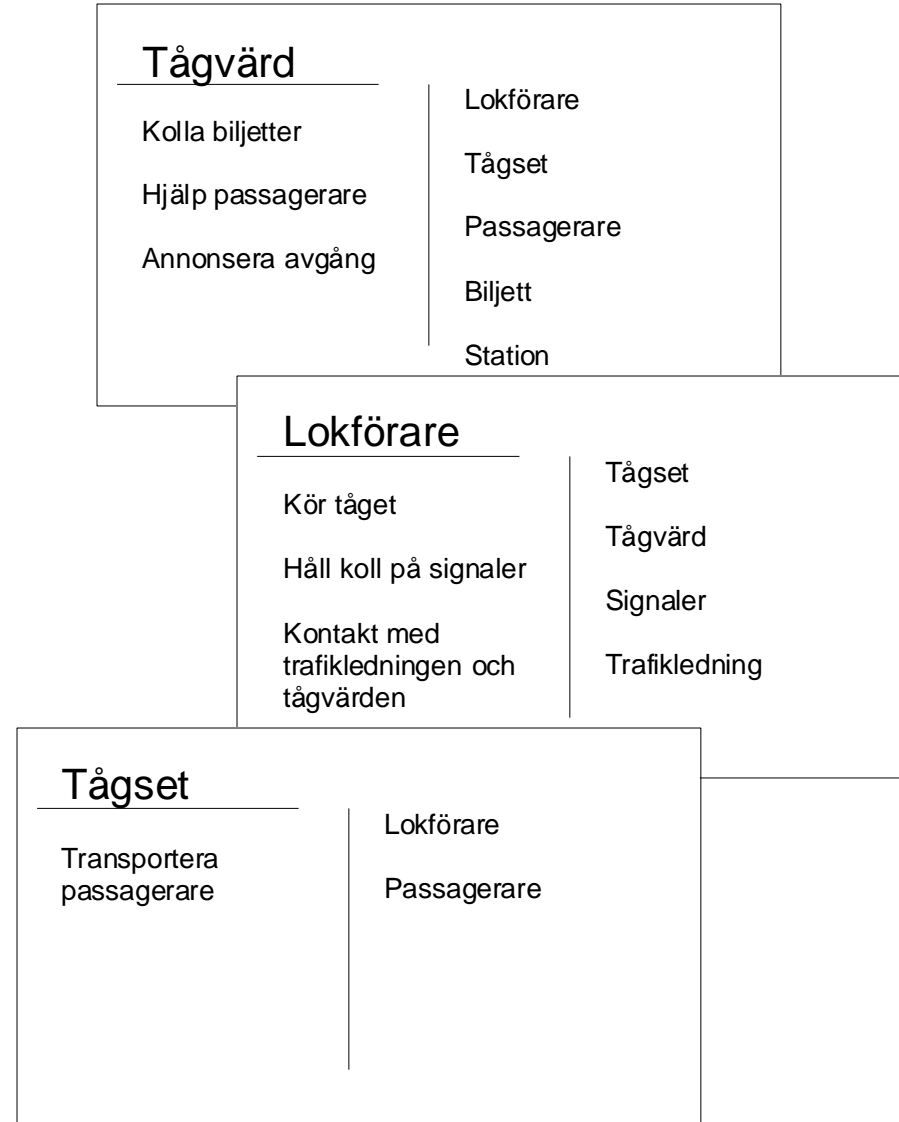 Tågvärd
Kolla biljetter
Hjälp passagerare
Annonsera avgång
Lokförare
Tågset
Passagerare
Biljett
Station
Lokförare
Kör tåget
Håll koll på signaler
Kontakt med
trafikledningen och
tågvärden
Tågset
Tågvärd
Signaler
Trafikledning
Tågset
Transportera
passagerare
Lokförare
Passagerare